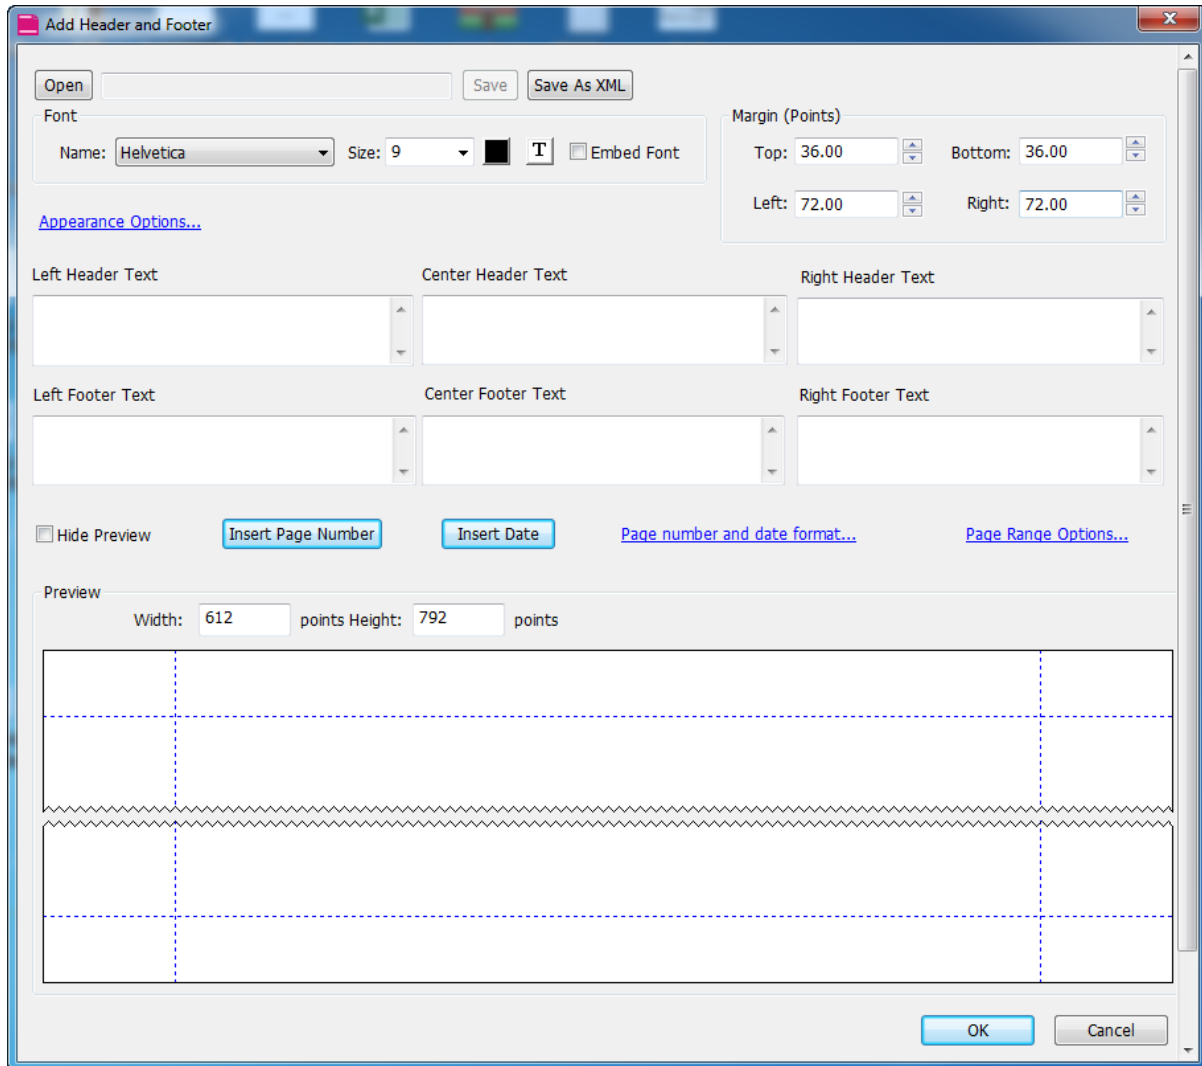 Add Header and Footer
Open Save Save As XML
Font
Name: Helvetica Size: 9 T Embed Font
Margin (Points)
Top: 36.00 Bottom: 36.00
Left: 72.00 Right: 72.00
Appearance Options...
Left Header Text Center Header Text Right Header Text
Left Footer Text Center Footer Text Right Footer Text
Hide Preview Insert Page Number Insert Date Page number and date format... Page Range Options...
Preview
Width: 612 points Height: 792 points
OK Cancel